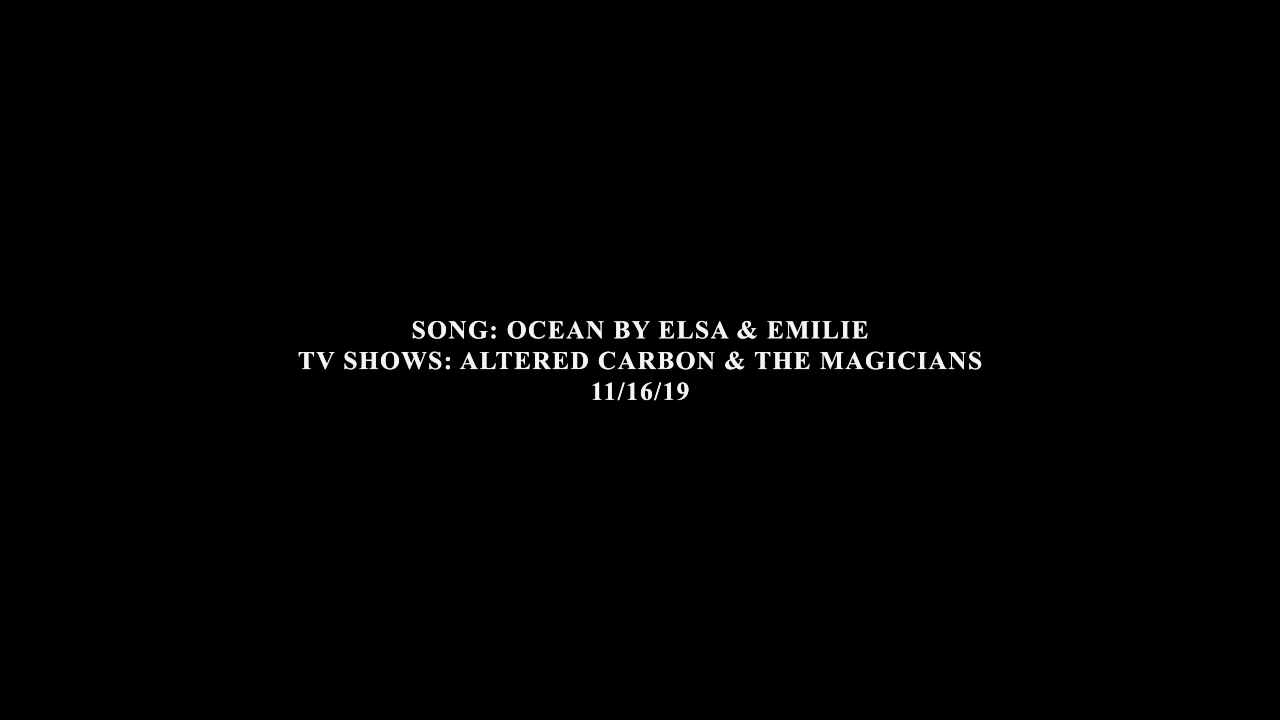 SONG: OCEAN BY ELSA & EMILIE
TV SHOWS: ALTERED CARBON & THE MAGICIANS
11/16/19